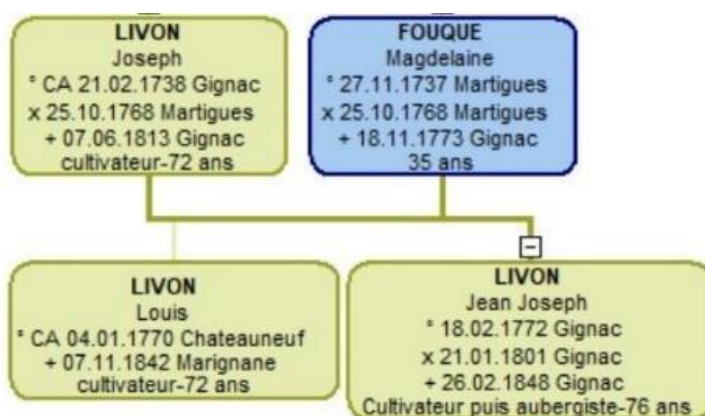 LIVON
Joseph
° CA 21.02.1738 Gignac
x 25.10.1768 Martigues
+ 07.06.1813 Gignac
cultivateur-72 ans
FOUQUE
Magdelaine
° 27.11.1737 Martigues
x 25.10.1768 Martigues
+ 18.11.1773 Gignac
35 ans
LIVON
Louis
° CA 04.01.1770 Chateauneuf
+ 07.11.1842 Marignane
cultivateur-72 ans
LIVON
Jean Joseph
° 18.02.1772 Gignac
x 21.01.1801 Gignac
+ 26.02.1848 Gignac
Cultivateur puis aubergiste-76 ans